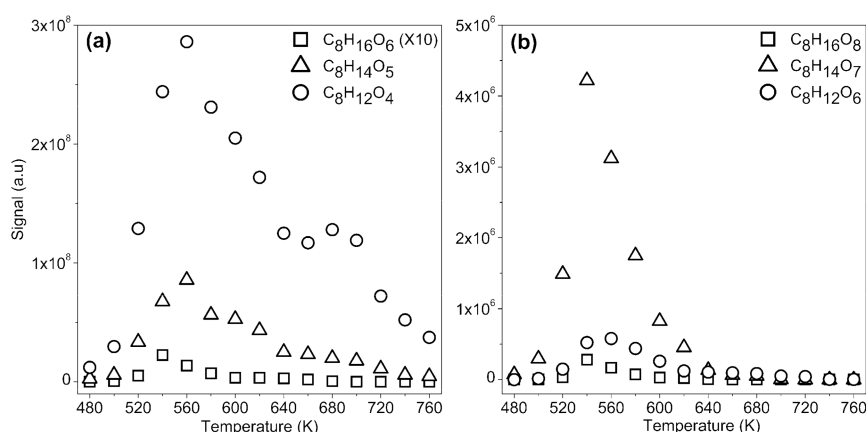 (a)
C8H16O6 (X10)
C8H14O5
C8H12O4
3x10^8
2x10^8
1x10^8
0
Signal (a.u)
480 520 560 600 640 680 720 760
Temperature (K)
(b)
C8H16O8
C8H14O7
C8H12O6
5x10^6
4x10^6
3x10^6
2x10^6
1x10^6
0
480 520 560 600 640 680 720 760
Temperature (K)